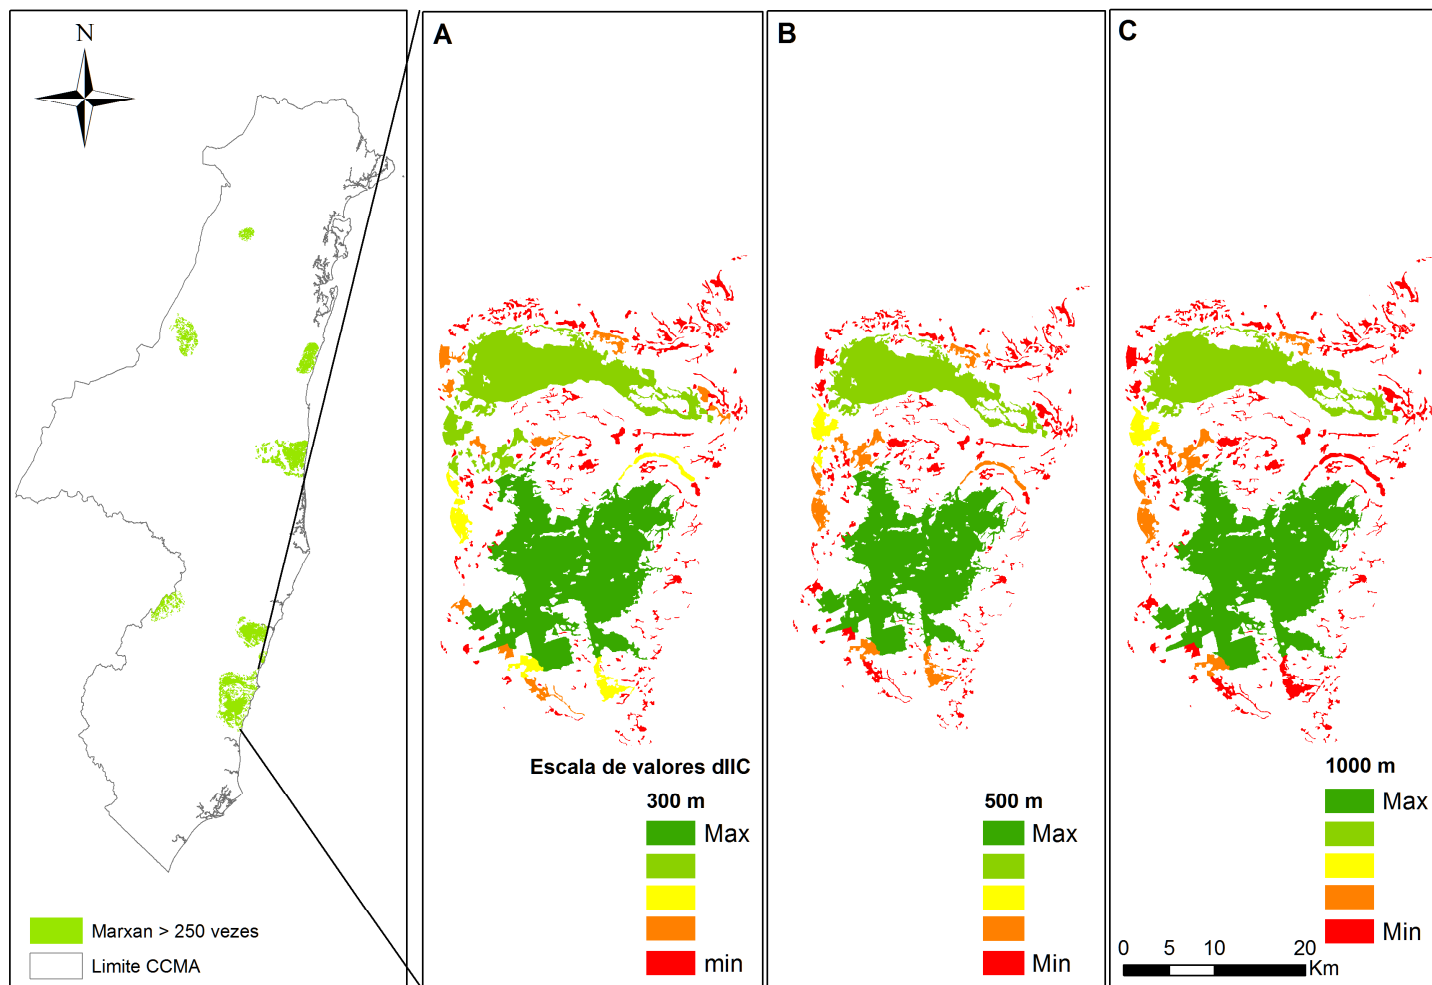 N
Marxan > 250 vezes
Limite CCMA
A
Escala de valores dIIC
300 m
Max
min
B
500 m
Max
Min
C
1000 m
Max
Min
0 5 10 20
Km